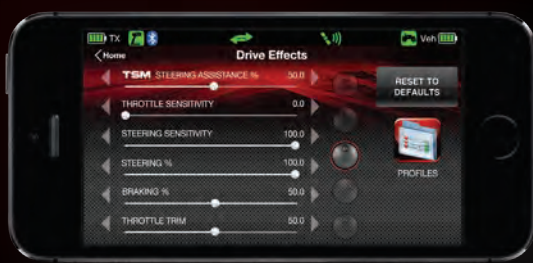 TX
Veh
Home
Drive Effects
TSM STEERING ASSISTANCE % 50.0
THROTTLE SENSITIVITY 0.0
STEERING SENSITIVITY 100.0
STEERING % 100.0
BRAKING % 50.0
THROTTLE TRIM 50.0
RESET TO
DEFAULTS
PROFILES